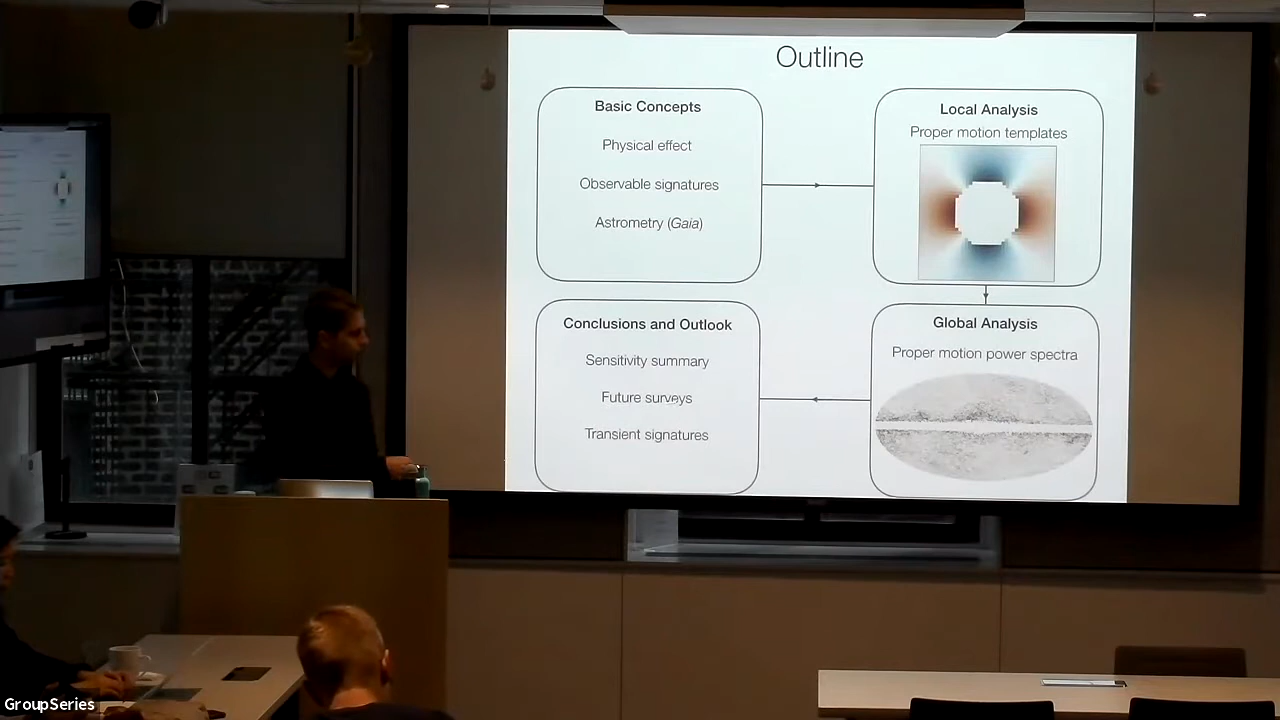 Outline
Basic Concepts
Physical effect
Observable signatures
Astrometry (Gaia)
Local Analysis
Proper motion templates
Global Analysis
Proper motion power spectra
Conclusions and Outlook
Sensitivity summary
Future surveys
Transient signatures
GroupSeries